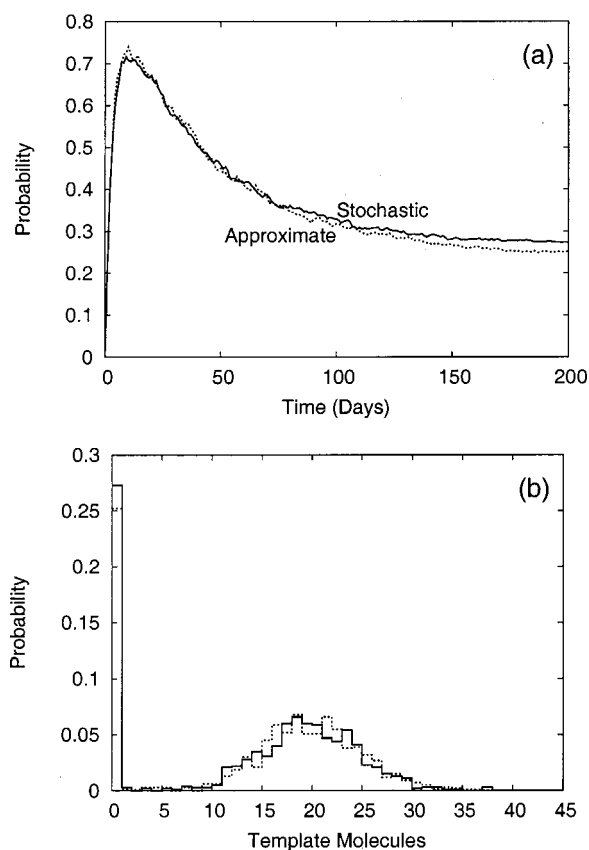 (a)
0.8
0.7
0.6
0.5
0.4
0.3
0.2
0.1
0
Probability
Stochastic
Approximate
0 50 100 150 200
Time (Days)
(b)
0.3
0.25
0.2
0.15
0.1
0.05
0
Probability
0 5 10 15 20 25 30 35 40 45
Template Molecules